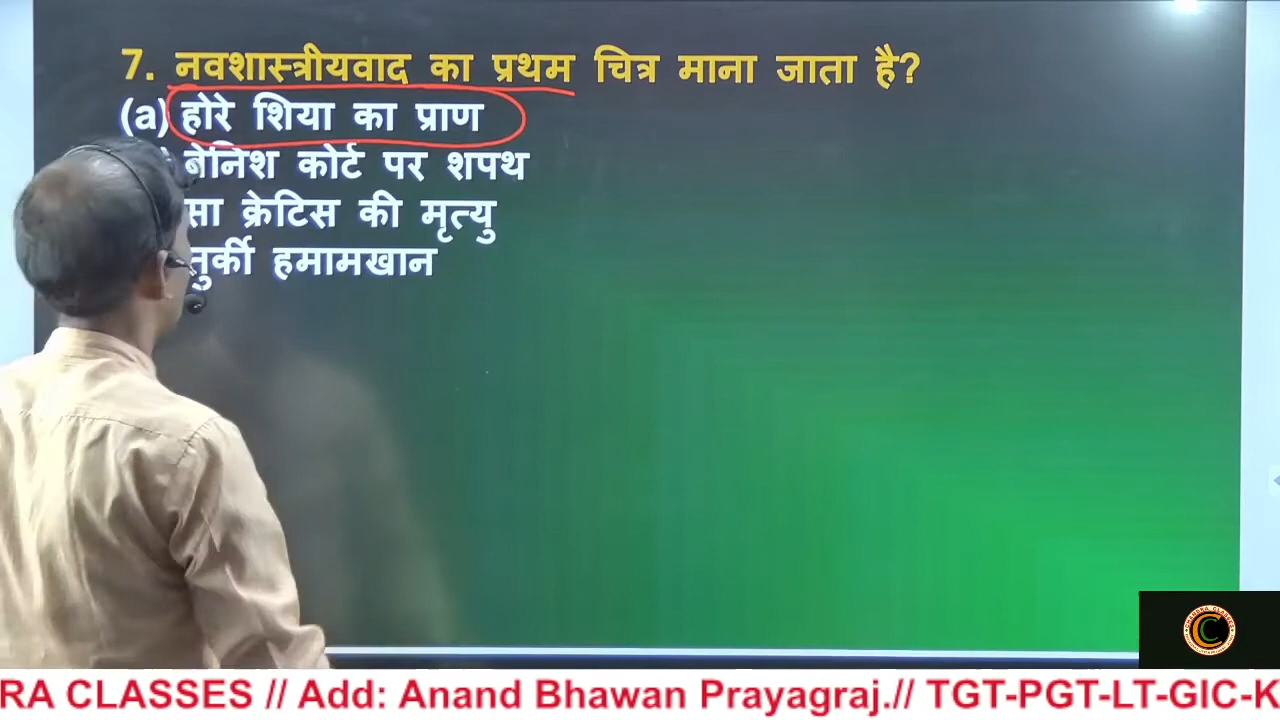 7. नवशास्त्रीयवाद का प्रथम चित्र माना जाता है?
(a) होरे शिया का प्राण
बेनिश कोर्ट पर शपथ
सा क्रेटिस की मृत्यु
तुर्की हमामखान
RA CLASSES // Add: Anand Bhawan Prayagraj.// TGT-PGT-LT-GIC-K